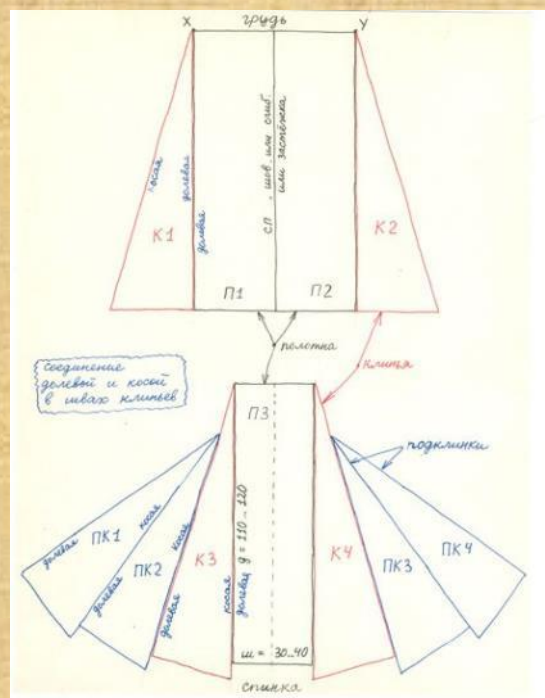 X грудь Y
косая
долевая
долевая
СП - шов. или сгиб.
или застёжка
К1
К2
П1 П2
полотна
клинья
соединение
долевой и косой
в швах клиньев
П3
подклинки
долевая
ПК1
косая
долевая
ПК2
косая
долевая
К3
косая
долевая д = 110-120
К4
ПК3
ПК4
ш = 30-40
спинка